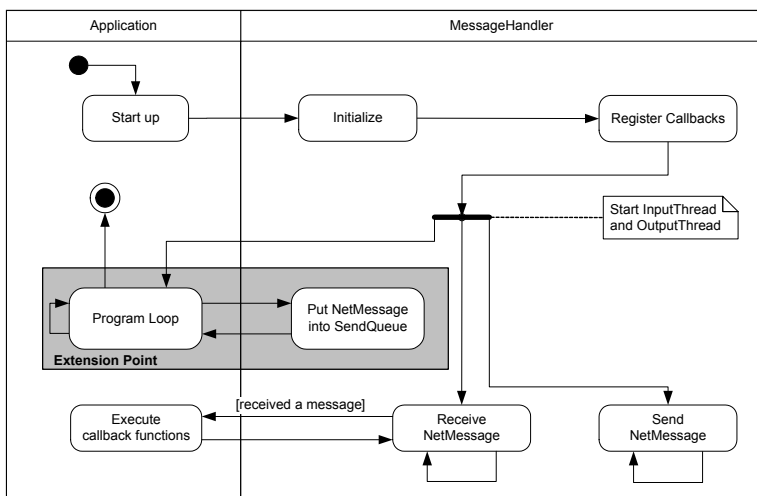 Application
MessageHandler
Start up
Initialize
Register Callbacks
Start InputThread
and OutputThread
Program Loop
Put NetMessage
into SendQueue
Extension Point
[received a message]
Execute
callback functions
Receive
NetMessage
Send
NetMessage